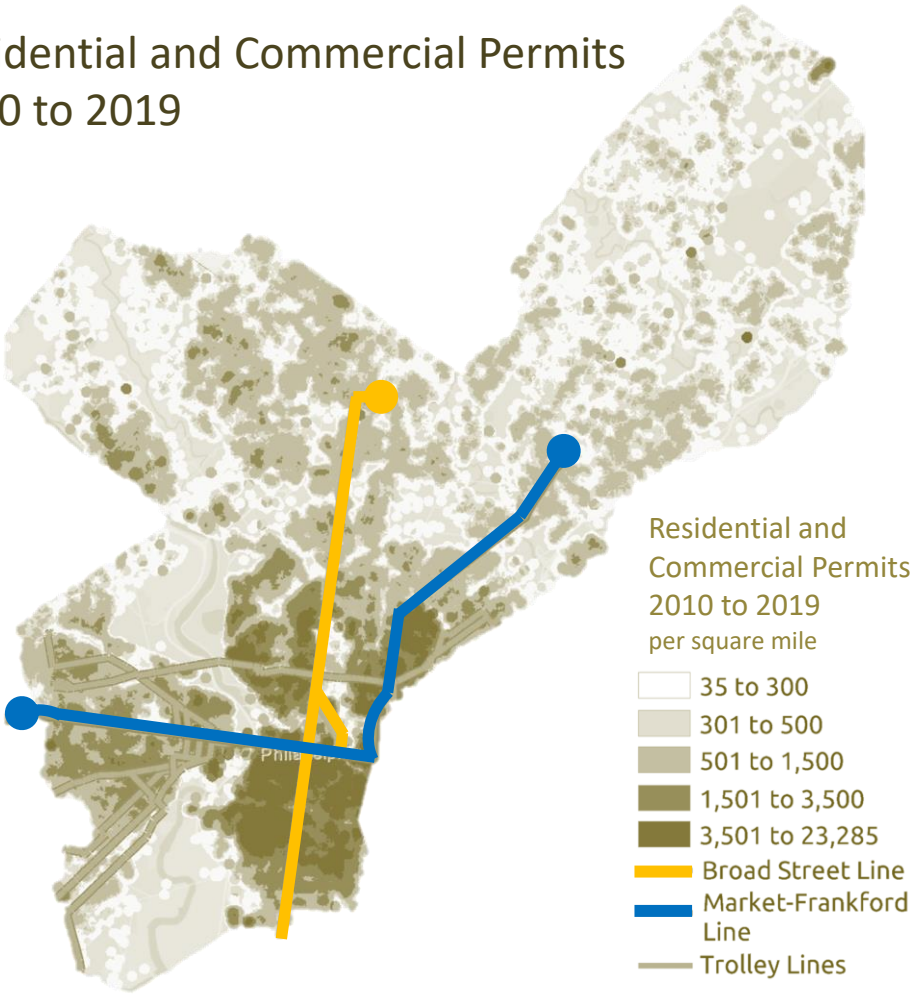 idential and Commercial Permits
0 to 2019
Residential and
Commercial Permits
2010 to 2019
per square mile
35 to 300
301 to 500
501 to 1,500
1,501 to 3,500
3,501 to 23,285
Broad Street Line
Market-Frankford
Line
Trolley Lines